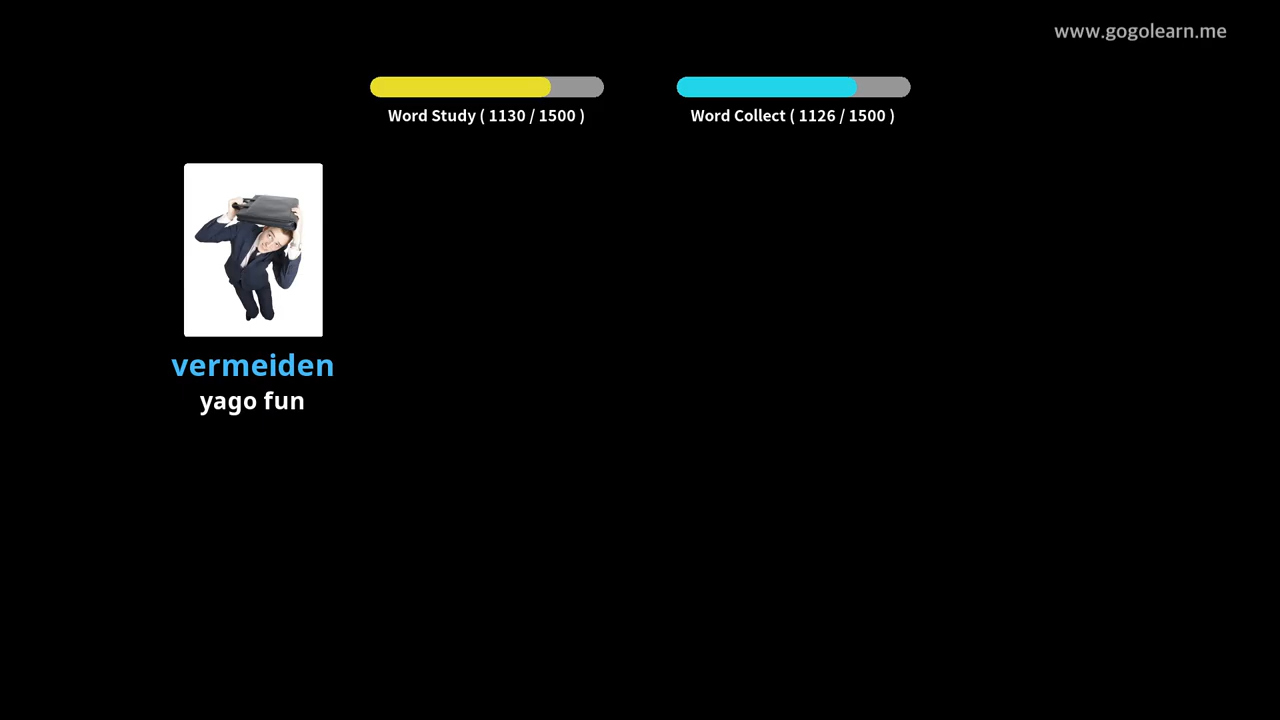 www.gogolearn.me
Word Study ( 1130 / 1500 )
Word Collect ( 1126 / 1500 )
vermeiden
yago fun